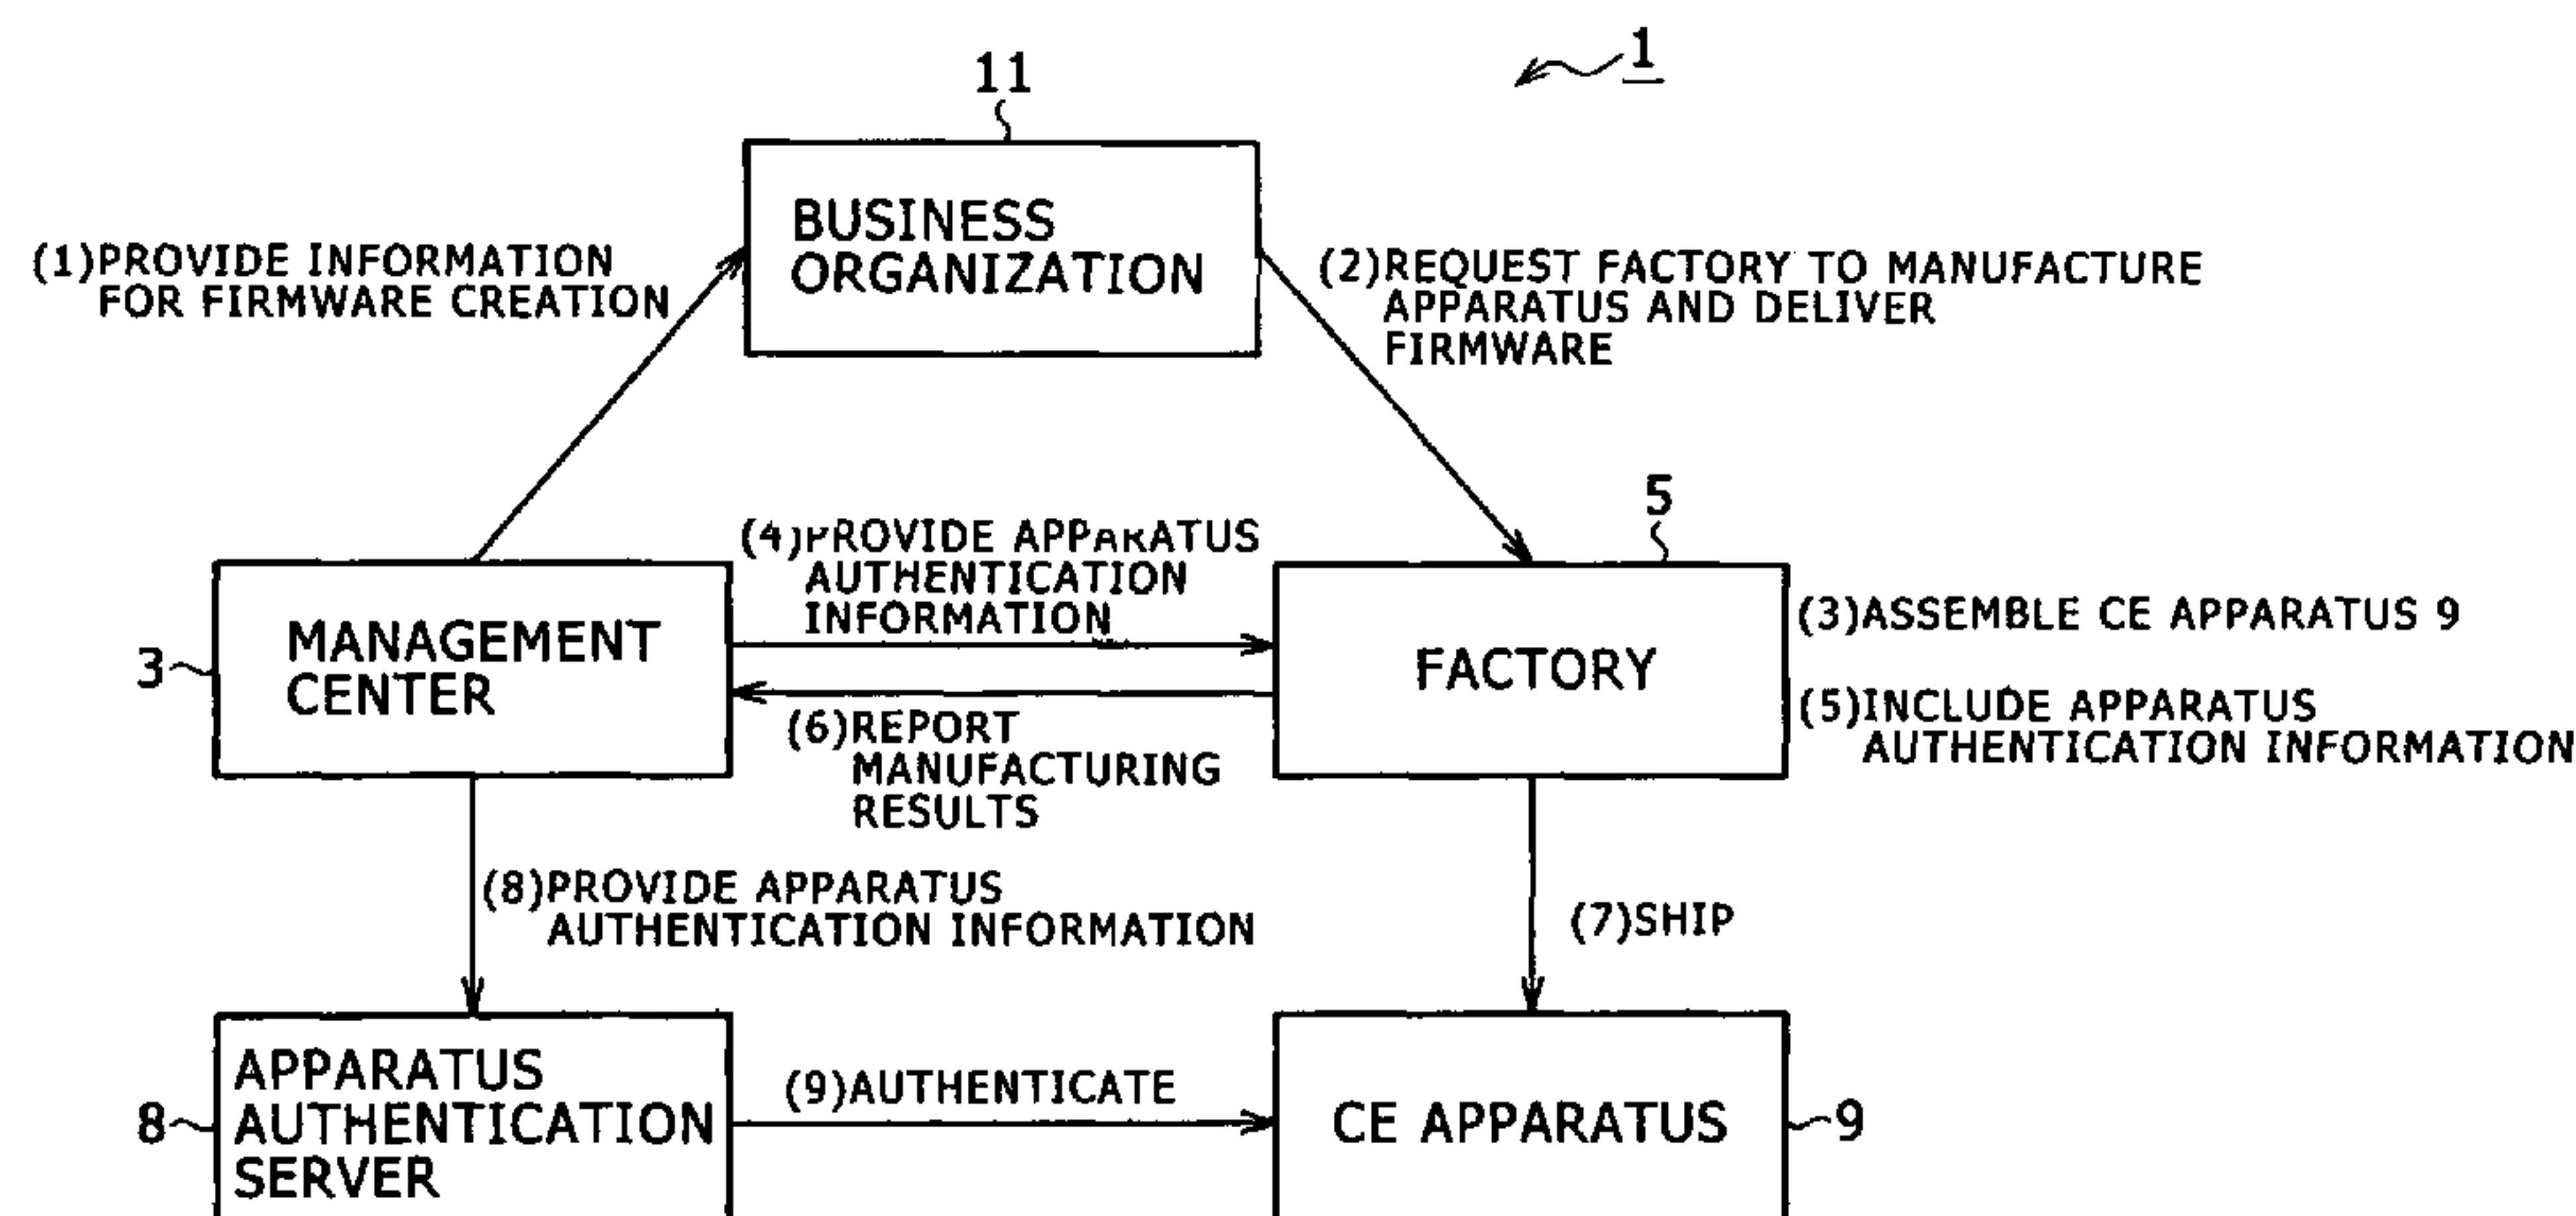 1
11
BUSINESS
ORGANIZATION
(1)PROVIDE INFORMATION
FOR FIRMWARE CREATION
(2)REQUEST FACTORY TO MANUFACTURE
APPARATUS AND DELIVER
FIRMWARE
(4)PROVIDE APPARATUS
AUTHENTICATION
INFORMATION
5
3
MANAGEMENT
CENTER
FACTORY
(3)ASSEMBLE CE APPARATUS 9
(5)INCLUDE APPARATUS
AUTHENTICATION INFORMATION
(6)REPORT
MANUFACTURING
RESULTS
(8)PROVIDE APPARATUS
AUTHENTICATION INFORMATION
(7)SHIP
8
APPARATUS
AUTHENTICATION
SERVER
(9)AUTHENTICATE
CE APPARATUS
9